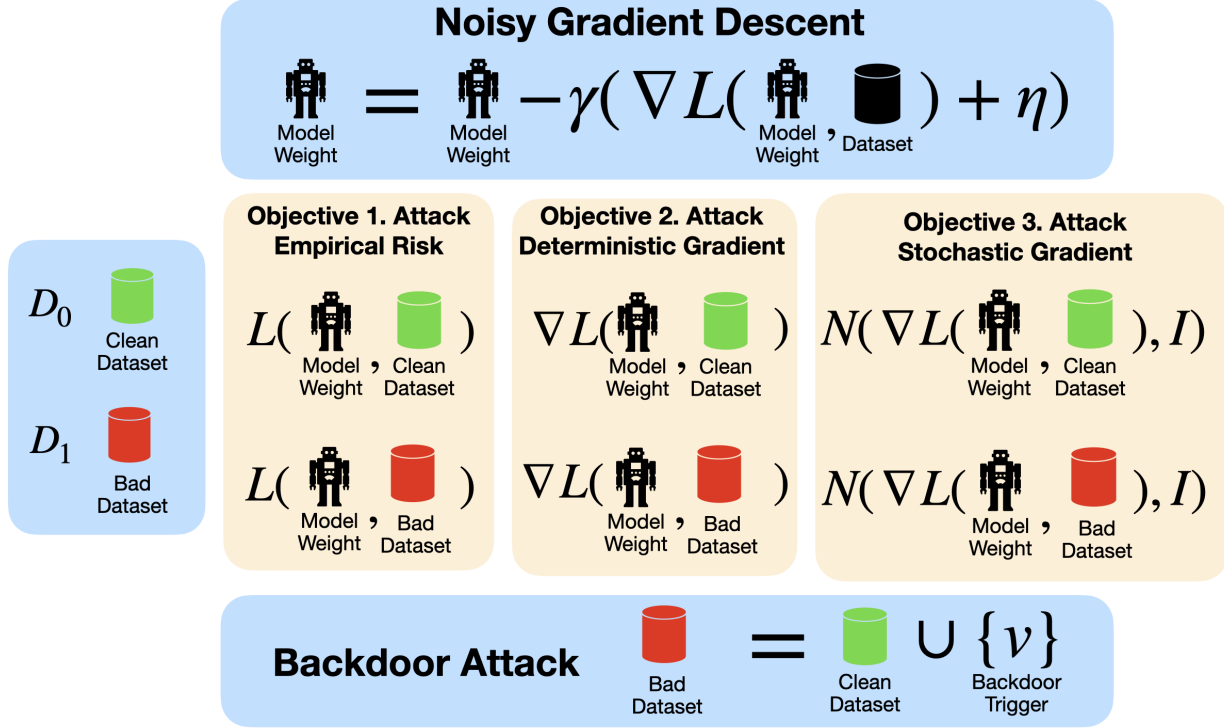 Noisy Gradient Descent
= −γ(∇L( , ) + η)
Model Weight
Model Weight
Model Weight
Dataset
D₀
Clean Dataset
D₁
Bad Dataset
Objective 1. Attack
Empirical Risk
L( , )
Model Weight
Clean Dataset
L( , )
Model Weight
Bad Dataset
Objective 2. Attack
Deterministic Gradient
∇L( , )
Model Weight
Clean Dataset
∇L( , )
Model Weight
Bad Dataset
Objective 3. Attack
Stochastic Gradient
N(∇L( , ), I)
Model Weight
Clean Dataset
N(∇L( , ), I)
Model Weight
Bad Dataset
Backdoor Attack
= ∪ {v}
Bad Dataset
Clean Dataset
Backdoor Trigger